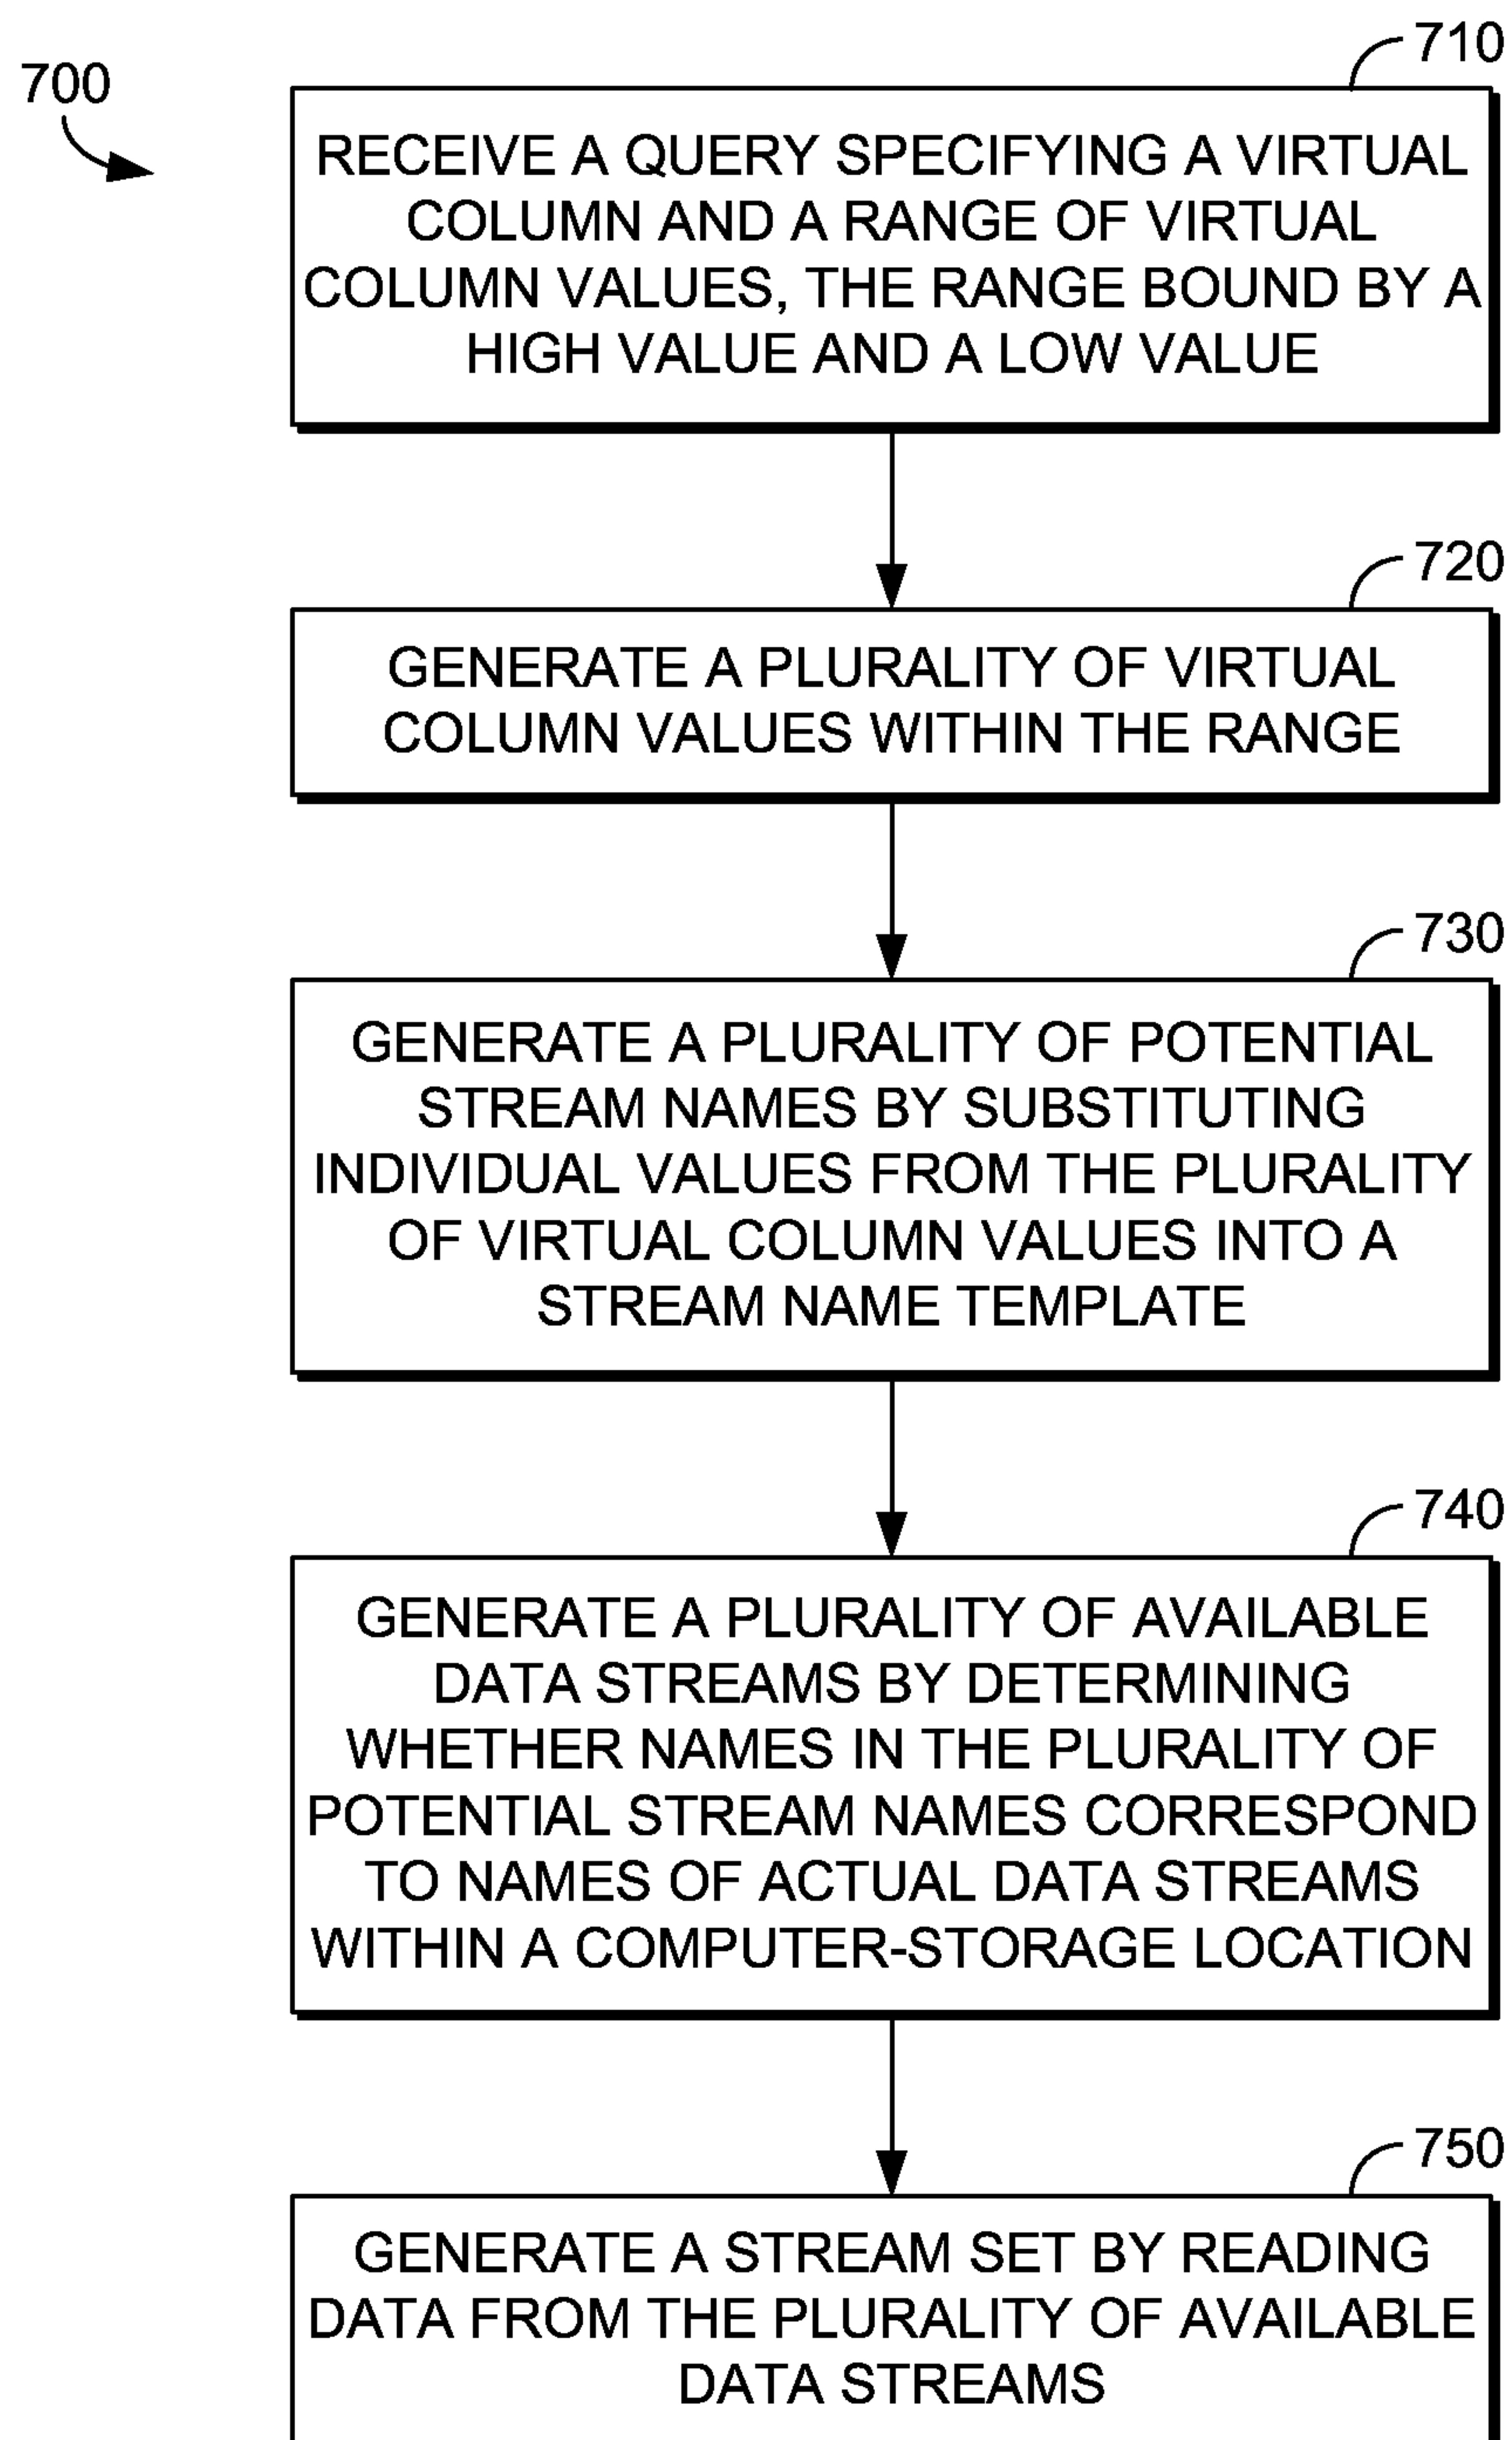 700
710
RECEIVE A QUERY SPECIFYING A VIRTUAL
COLUMN AND A RANGE OF VIRTUAL
COLUMN VALUES, THE RANGE BOUND BY A
HIGH VALUE AND A LOW VALUE
720
GENERATE A PLURALITY OF VIRTUAL
COLUMN VALUES WITHIN THE RANGE
730
GENERATE A PLURALITY OF POTENTIAL
STREAM NAMES BY SUBSTITUTING
INDIVIDUAL VALUES FROM THE PLURALITY
OF VIRTUAL COLUMN VALUES INTO A
STREAM NAME TEMPLATE
740
GENERATE A PLURALITY OF AVAILABLE
DATA STREAMS BY DETERMINING
WHETHER NAMES IN THE PLURALITY OF
POTENTIAL STREAM NAMES CORRESPOND
TO NAMES OF ACTUAL DATA STREAMS
WITHIN A COMPUTER-STORAGE LOCATION
750
GENERATE A STREAM SET BY READING
DATA FROM THE PLURALITY OF AVAILABLE
DATA STREAMS